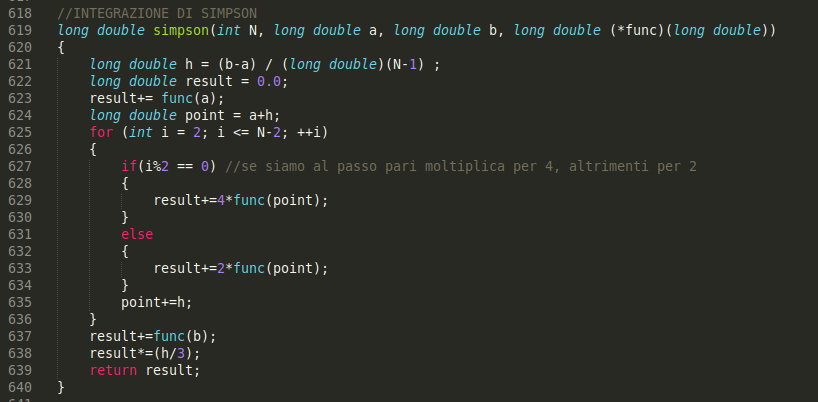 618 //INTEGRAZIONE DI SIMPSON
619 long double simpson(int N, long double a, long double b, long double (*func)(long double))
620 {
621     long double h = (b-a) / (long double)(N-1) ;
622     long double result = 0.0;
623     result+= func(a);
624     long double point = a+h;
625     for (int i = 2; i <= N-2; ++i)
626     {
627         if(i%2 == 0) //se siamo al passo pari moltiplica per 4, altrimenti per 2
628         {
629             result+=4*func(point);
630         }
631         else
632         {
633             result+=2*func(point);
634         }
635         point+=h;
636     }
637     result+=func(b);
638     result*=(h/3);
639     return result;
640 }